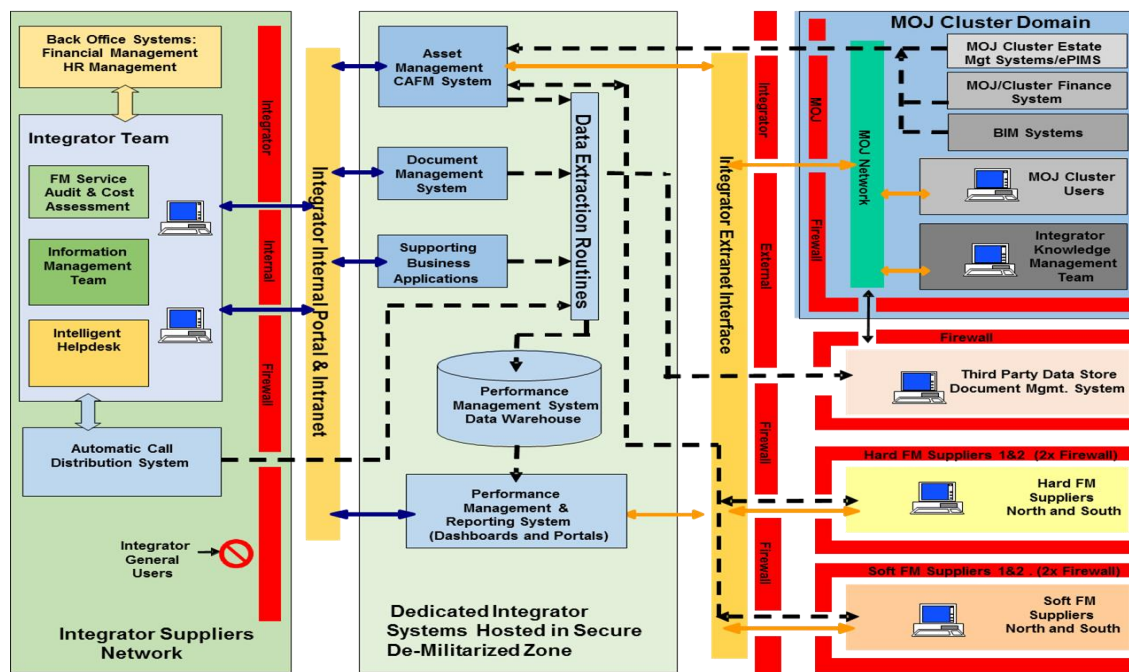 Back Office Systems:
Financial Management
HR Management
Integrator Team
FM Service
Audit & Cost
Assessment
Information
Management
Team
Intelligent
Helpdesk
Automatic Call
Distribution System
Integrator
General
Users
Integrator Suppliers
Network
Integrator
Internal
Firewall
Integrator Internal Portal & Intranet
Asset
Management
CAFM System
Document
Management
System
Supporting
Business
Applications
Data Extraction Routines
Performance
Management System
Data Warehouse
Performance
Management &
Reporting System
(Dashboards and Portals)
Dedicated Integrator
Systems Hosted in Secure
De-Militarized Zone
Integrator Extranet Interface
Integrator
External
Firewall
Firewall
MOJ
Firewall
MOJ Cluster Domain
MOJ Network
MOJ Cluster Estate
Mgt Systems/ePIMS
MOJ/Cluster Finance
System
BIM Systems
MOJ Cluster
Users
Integrator
Knowledge
Management
Team
Firewall
Third Party Data Store
Document Mgmt. System
Hard FM Suppliers 1&2 (2x Firewall)
Hard FM
Suppliers
North and South
Soft FM Suppliers 1&2 . (2x Firewall)
Soft FM
Suppliers
North and South